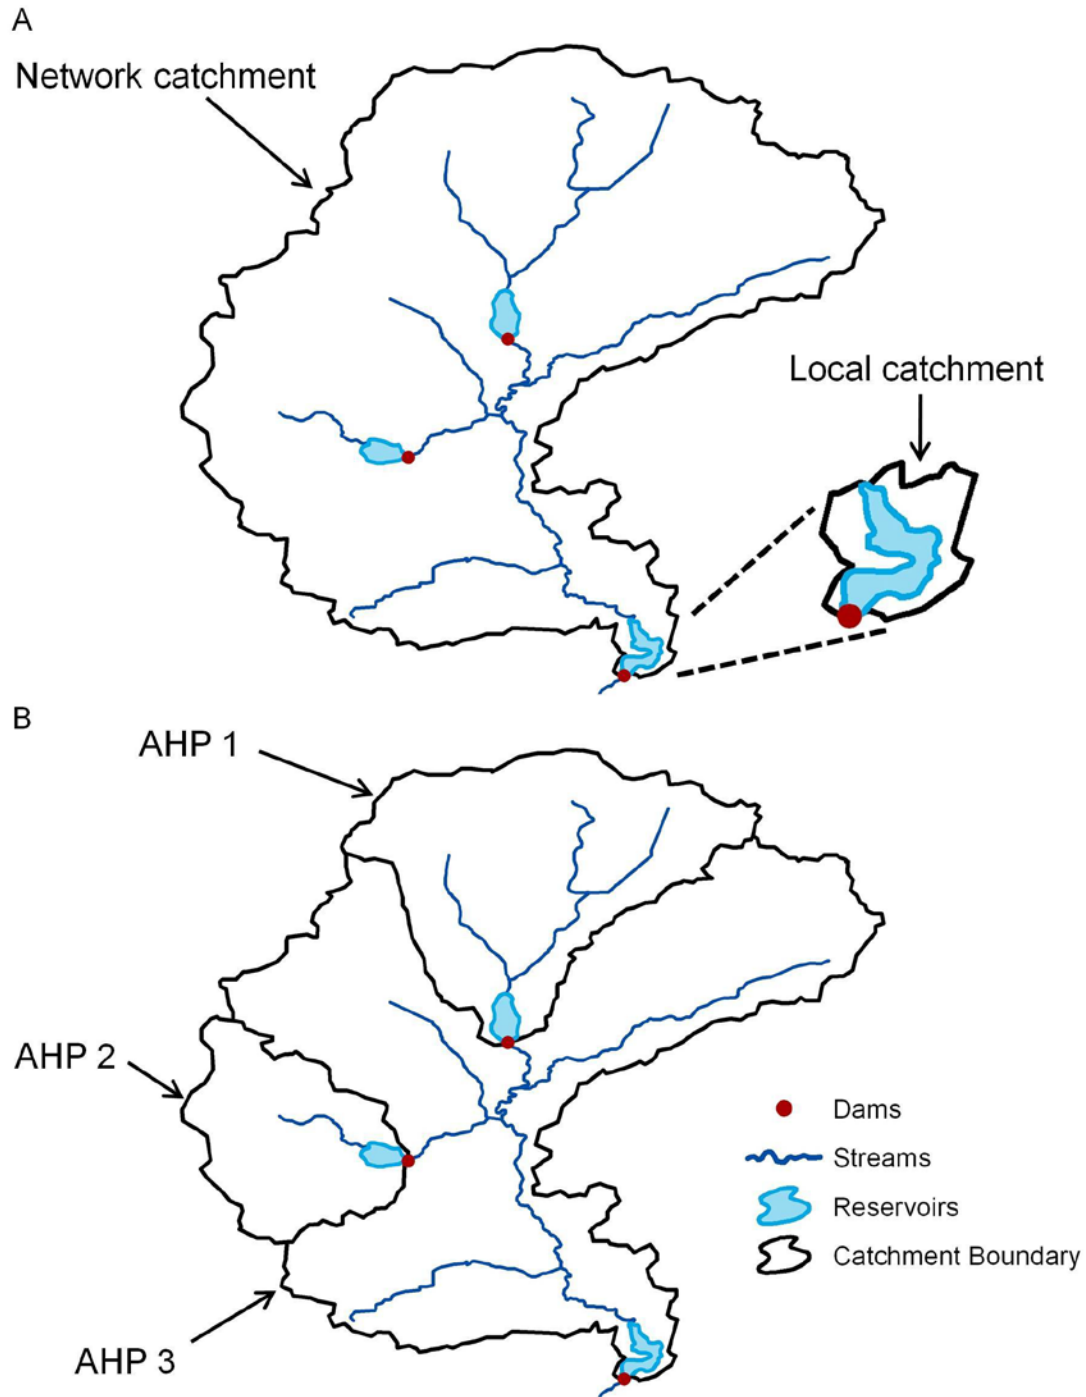 A
Network catchment
Local catchment
B
AHP 1
AHP 2
Dams
Streams
Reservoirs
Catchment Boundary
AHP 3